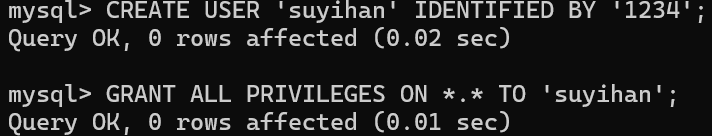 mysql> CREATE USER 'suyihan' IDENTIFIED BY '1234';
Query OK, 0 rows affected (0.02 sec)
mysql> GRANT ALL PRIVILEGES ON *.* TO 'suyihan';
Query OK, 0 rows affected (0.01 sec)